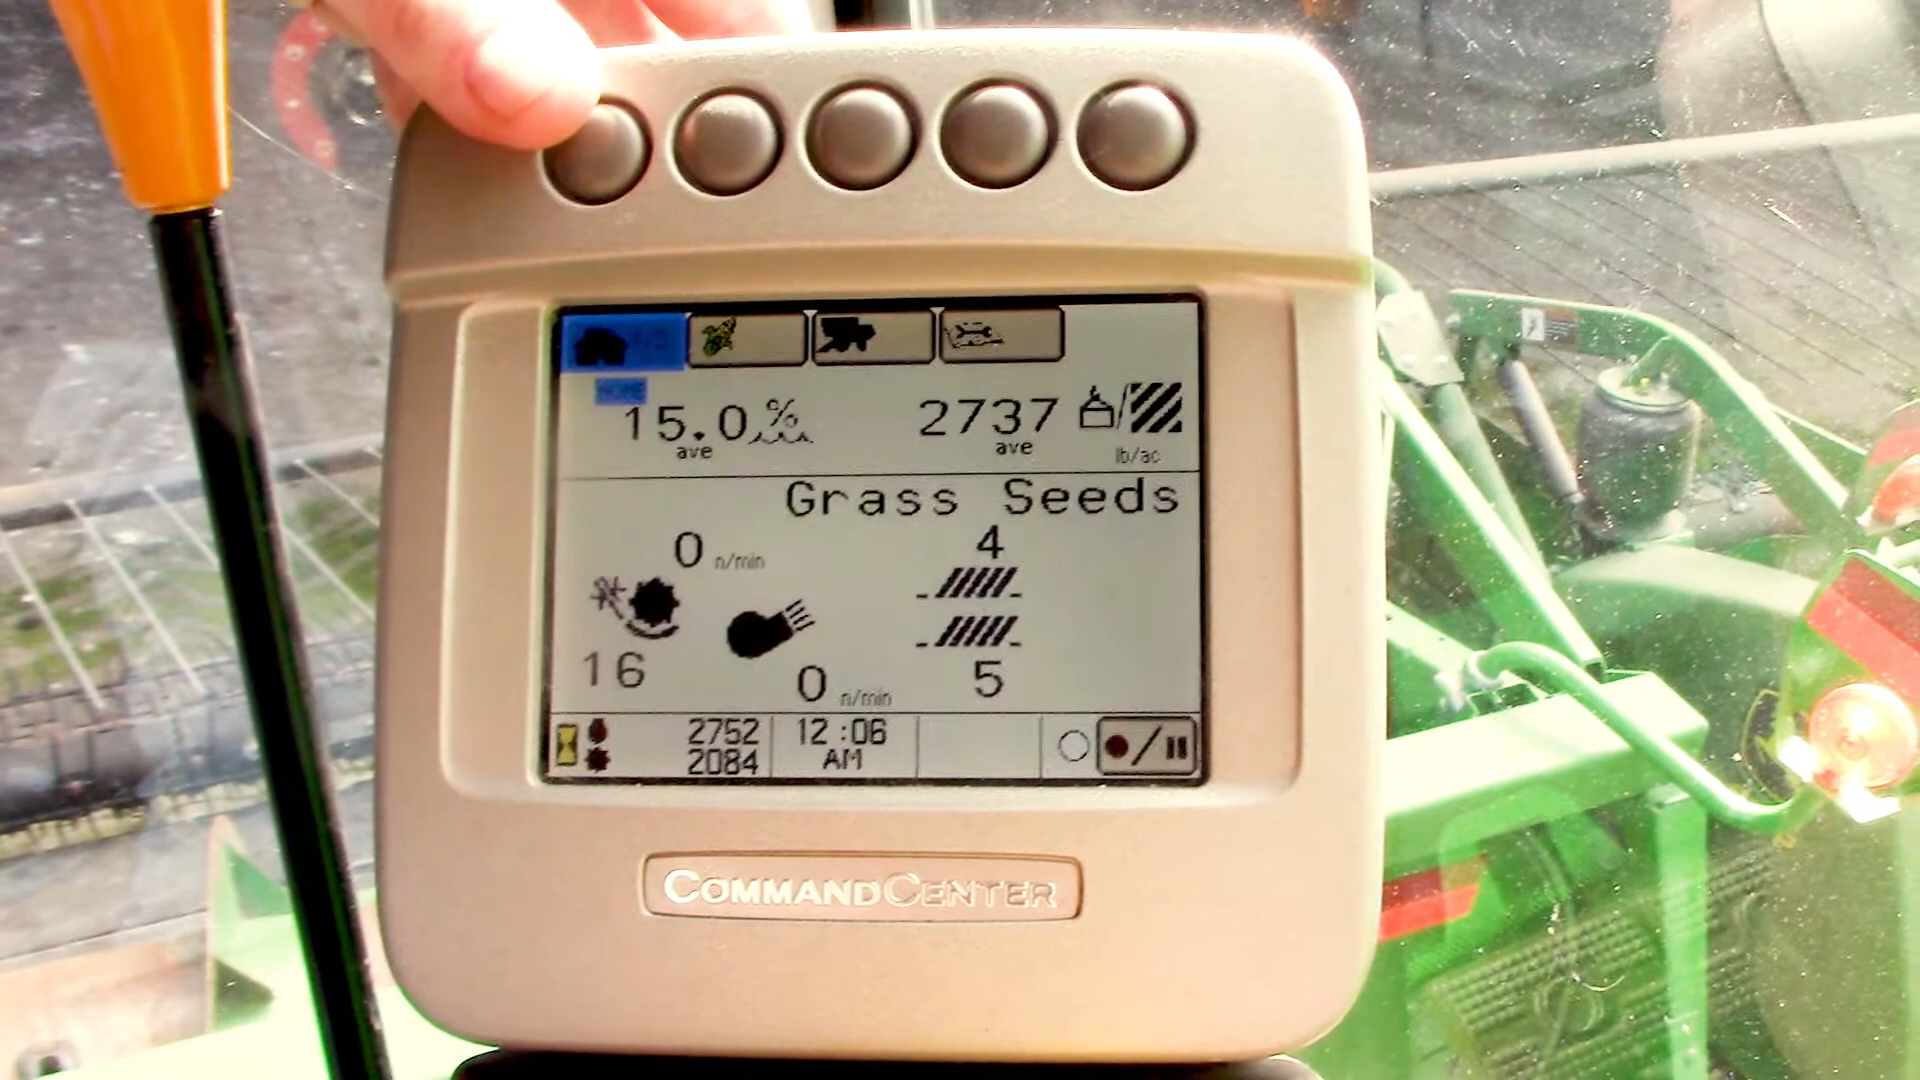 HOME
15.0 %
ave
2737
ave
lb/ac
Grass Seeds
0 n/min
4
16
0 n/min
5
2752
2084
12:06
AM
COMMANDCENTER